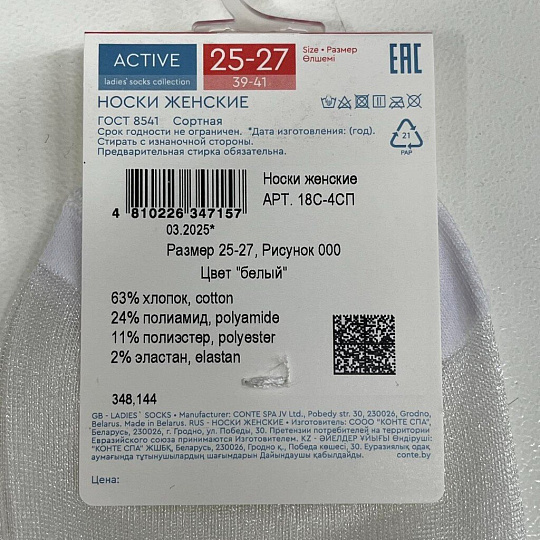 ACTIVE
ladies' socks collection
25-27
39-41
Size • Размер
Өлшемі
EAC
НОСКИ ЖЕНСКИЕ
ГОСТ 8541 Сортная
Срок годности не ограничен. *Дата изготовления: (год).
Стирать с изнаночной стороны.
Предварительная стирка обязательна.
21
PAP
4 810226 347157
03.2025*
Носки женские
АРТ. 18С-4СП
Размер 25-27, Рисунок 000
Цвет "белый"
63% хлопок, cotton
24% полиамид, polyamide
11% полиэстер, polyester
2% эластан, elastan
348,144
GB - LADIES` SOCKS • Manufacturer: CONTE SPA JV Ltd., Pobedy str. 30, 230026, Grodno,
Belarus. Made in Belarus. RUS - НОСКИ ЖЕНСКИЕ • Изготовитель: СООО "КОНТЕ СПА",
Беларусь, 230026, г. Гродно, ул. Победы, 30. Претензии потребителей на территории
Евразийского союза принимаются Изготовителем. KZ - ӘЙЕЛДЕР ҰЙЫҒЫ Өндіруші:
"КОНТЕ СПА" ЖШБК, Беларусь, 230026, Гродно қ., Победа көшесі, 30. Еуразиялық одақ
аумағында тұтынушылардың шағымдарын Дайындаушы қабылдайды. conte.by
Цена: